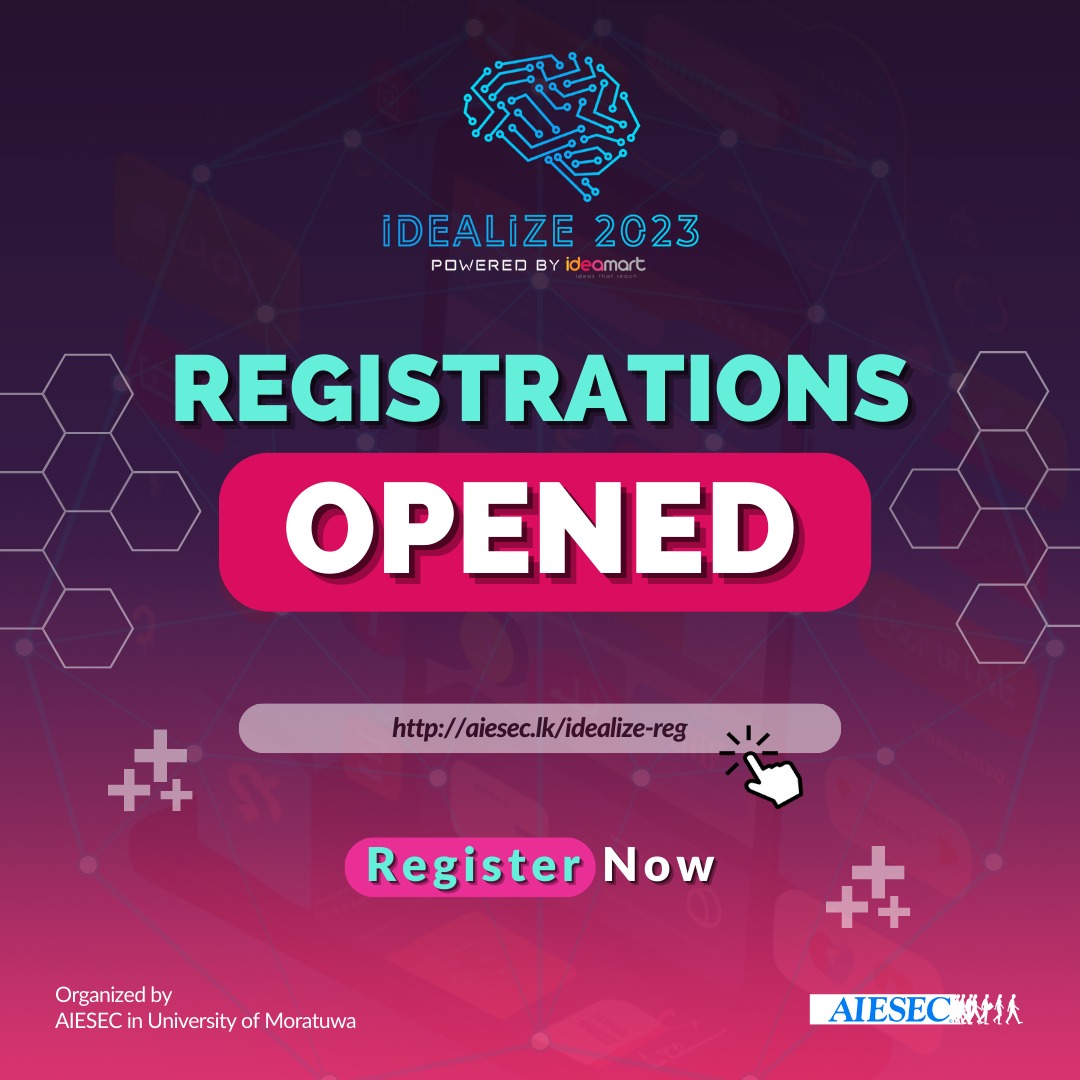 iDEALiZE 2023
POWERED BY ideamart
ideas that reach
REGISTRATIONS
OPENED
http://aiesec.lk/idealize-reg
Register Now
Organized by
AIESEC in University of Moratuwa
AIESEC